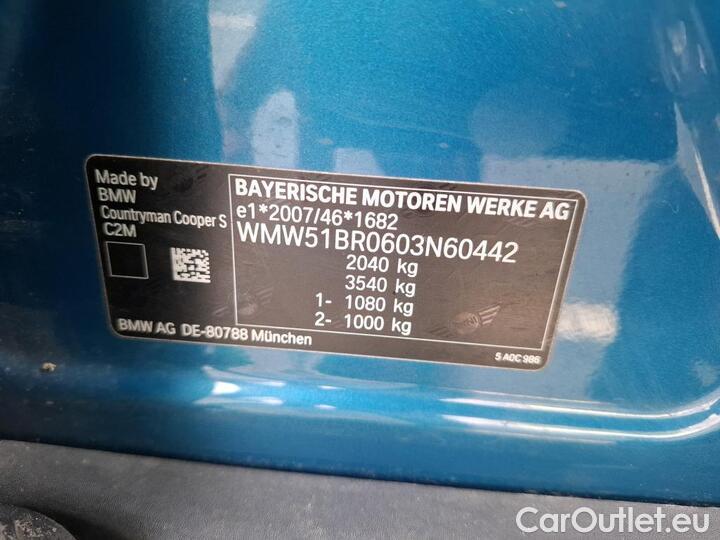 Made by
BMW
Countryman Cooper S
C2M
BMW AG DE-80788 München
BAYERISCHE MOTOREN WERKE AG
e1*2007/46*1682
WMW51BR0603N60442
2040 kg
3540 kg
1- 1080 kg
2- 1000 kg
5 A0C 986
CarOutlet.eu